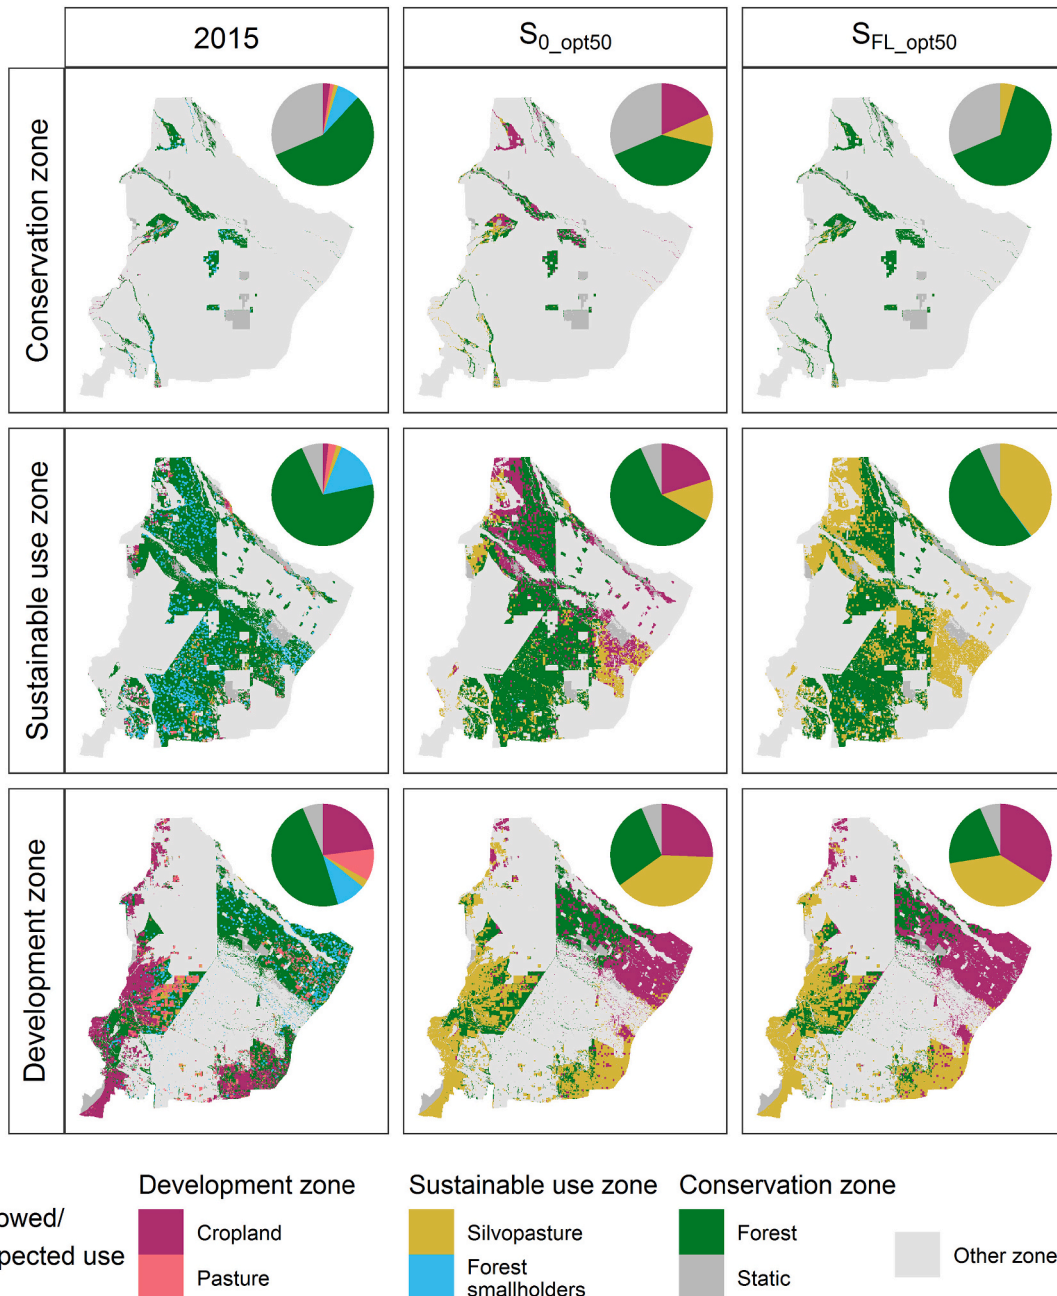 2015
S0_opt50
SFL_opt50
Conservation zone
Sustainable use zone
Development zone
Development zone
Sustainable use zone
Conservation zone
owed/
pected use
Cropland
Pasture
Silvopasture
Forest
smallholders
Forest
Static
Other zone